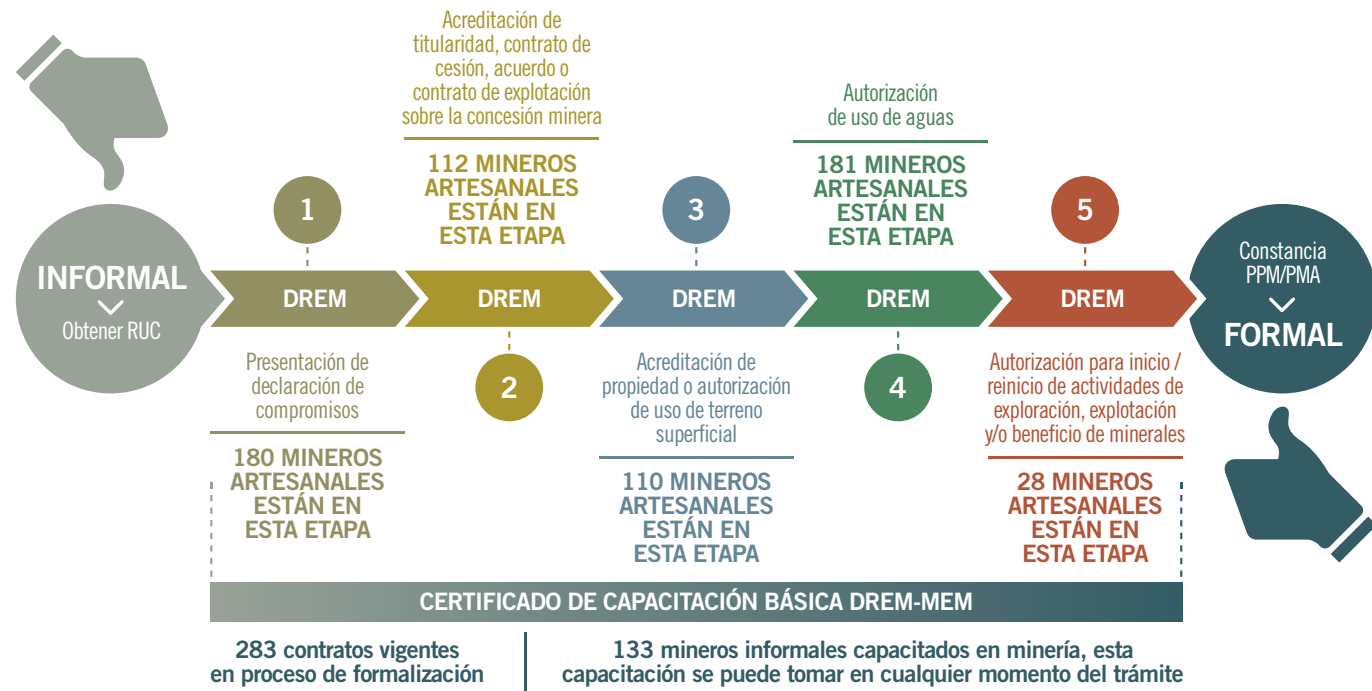 INFORMAL
Obtener RUC
1
DREM
Presentación de
declaración de
compromisos
180 MINEROS
ARTESANALES
ESTÁN EN
ESTA ETAPA
Acreditación de
titularidad, contrato de
cesión, acuerdo o
contrato de explotación
sobre la concesión minera
112 MINEROS
ARTESANALES
ESTÁN EN
ESTA ETAPA
DREM
2
3
DREM
Acreditación de
propiedad o autorización
de uso de terreno
superficial
110 MINEROS
ARTESANALES
ESTÁN EN
ESTA ETAPA
Autorización
de uso de aguas
181 MINEROS
ARTESANALES
ESTÁN EN
ESTA ETAPA
DREM
4
5
DREM
Autorización para inicio /
reinicio de actividades de
exploración, explotación
y/o beneficio de minerales
28 MINEROS
ARTESANALES
ESTÁN EN
ESTA ETAPA
Constancia
PPM/PMA
FORMAL
CERTIFICADO DE CAPACITACIÓN BÁSICA DREM-MEM
283 contratos vigentes
en proceso de formalización
133 mineros informales capacitados en minería, esta
capacitación se puede tomar en cualquier momento del trámite